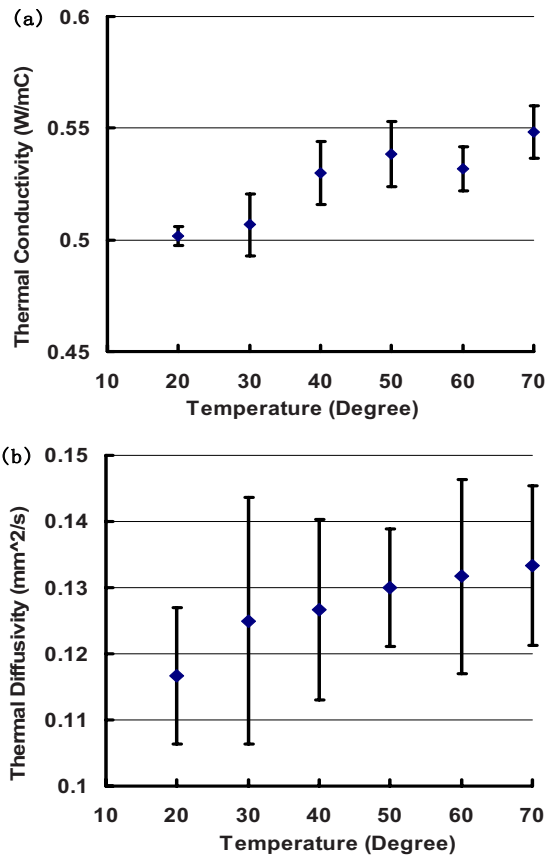 (a)
0.6
0.55
0.5
0.45
Thermal Conductivity (W/mC)
10 20 30 40 50 60 70
Temperature (Degree)
(b)
0.15
0.14
0.13
0.12
0.11
0.1
Thermal Diffusivity (mm^2/s)
10 20 30 40 50 60 70
Temperature (Degree)